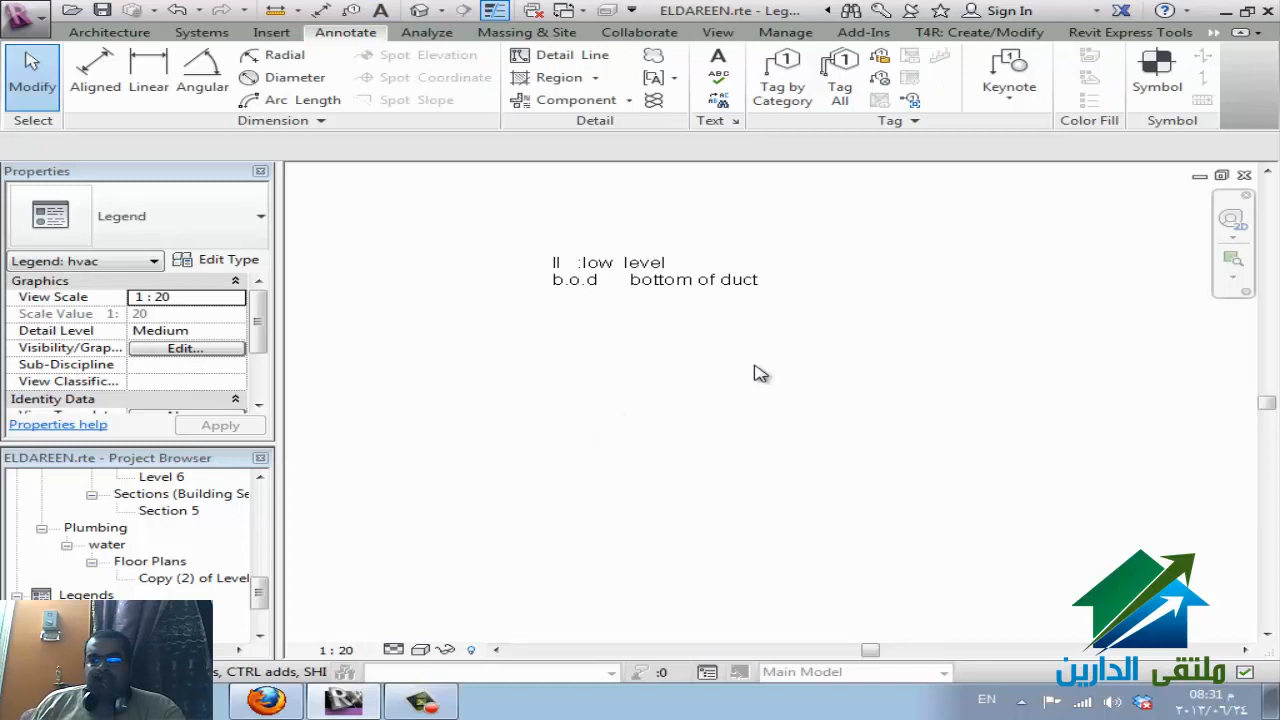 ELDAREEN.rte - Leg...
Sign In
Architecture Systems Insert Annotate Analyze Massing & Site Collaborate View Manage Add-Ins T4R: Create/Modify Revit Express Tools
Modify
Aligned Linear Angular
Radial
Diameter
Arc Length
Spot Elevation
Spot Coordinate
Spot Slope
Detail Line
Region
Component
Tag by Category
Tag All
Keynote
Symbol
Select Dimension Detail Text Tag Color Fill Symbol
Properties
Legend
Legend: hvac Edit Type
Graphics
View Scale 1 : 20
Scale Value 1: 20
Detail Level Medium
Visibility/Grap... Edit...
Sub-Discipline
View Classific...
Identity Data
Properties help Apply
ELDAREEN.rte - Project Browser
Level 6
Sections (Building Se
Section 5
Plumbing
water
Floor Plans
Copy (2) of Level
Legends
ll :low level
b.o.d bottom of duct
1 : 20
s, CTRL adds, SHI
:0
Main Model
ملتقى الدارين
EN
08:31 م
٢٠١٣/٠٦/٢٤